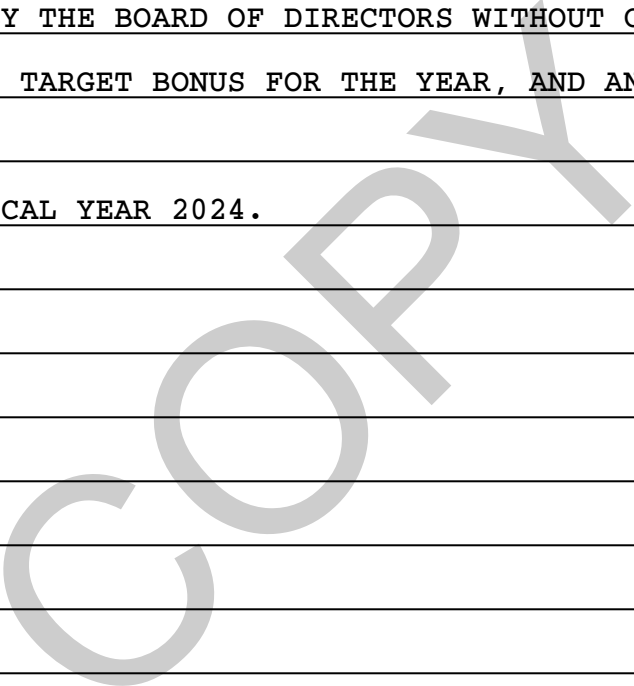 Y THE BOARD OF DIRECTORS WITHOUT
TARGET BONUS FOR THE YEAR, AND AN
CAL YEAR 2024.
COPY